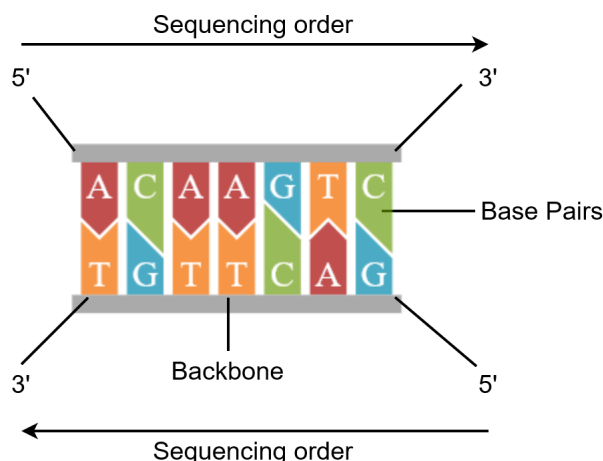 Sequencing order
5' 3'
A C A A G T C
Base Pairs
T G T T C A G
Backbone
3' 5'
Sequencing order